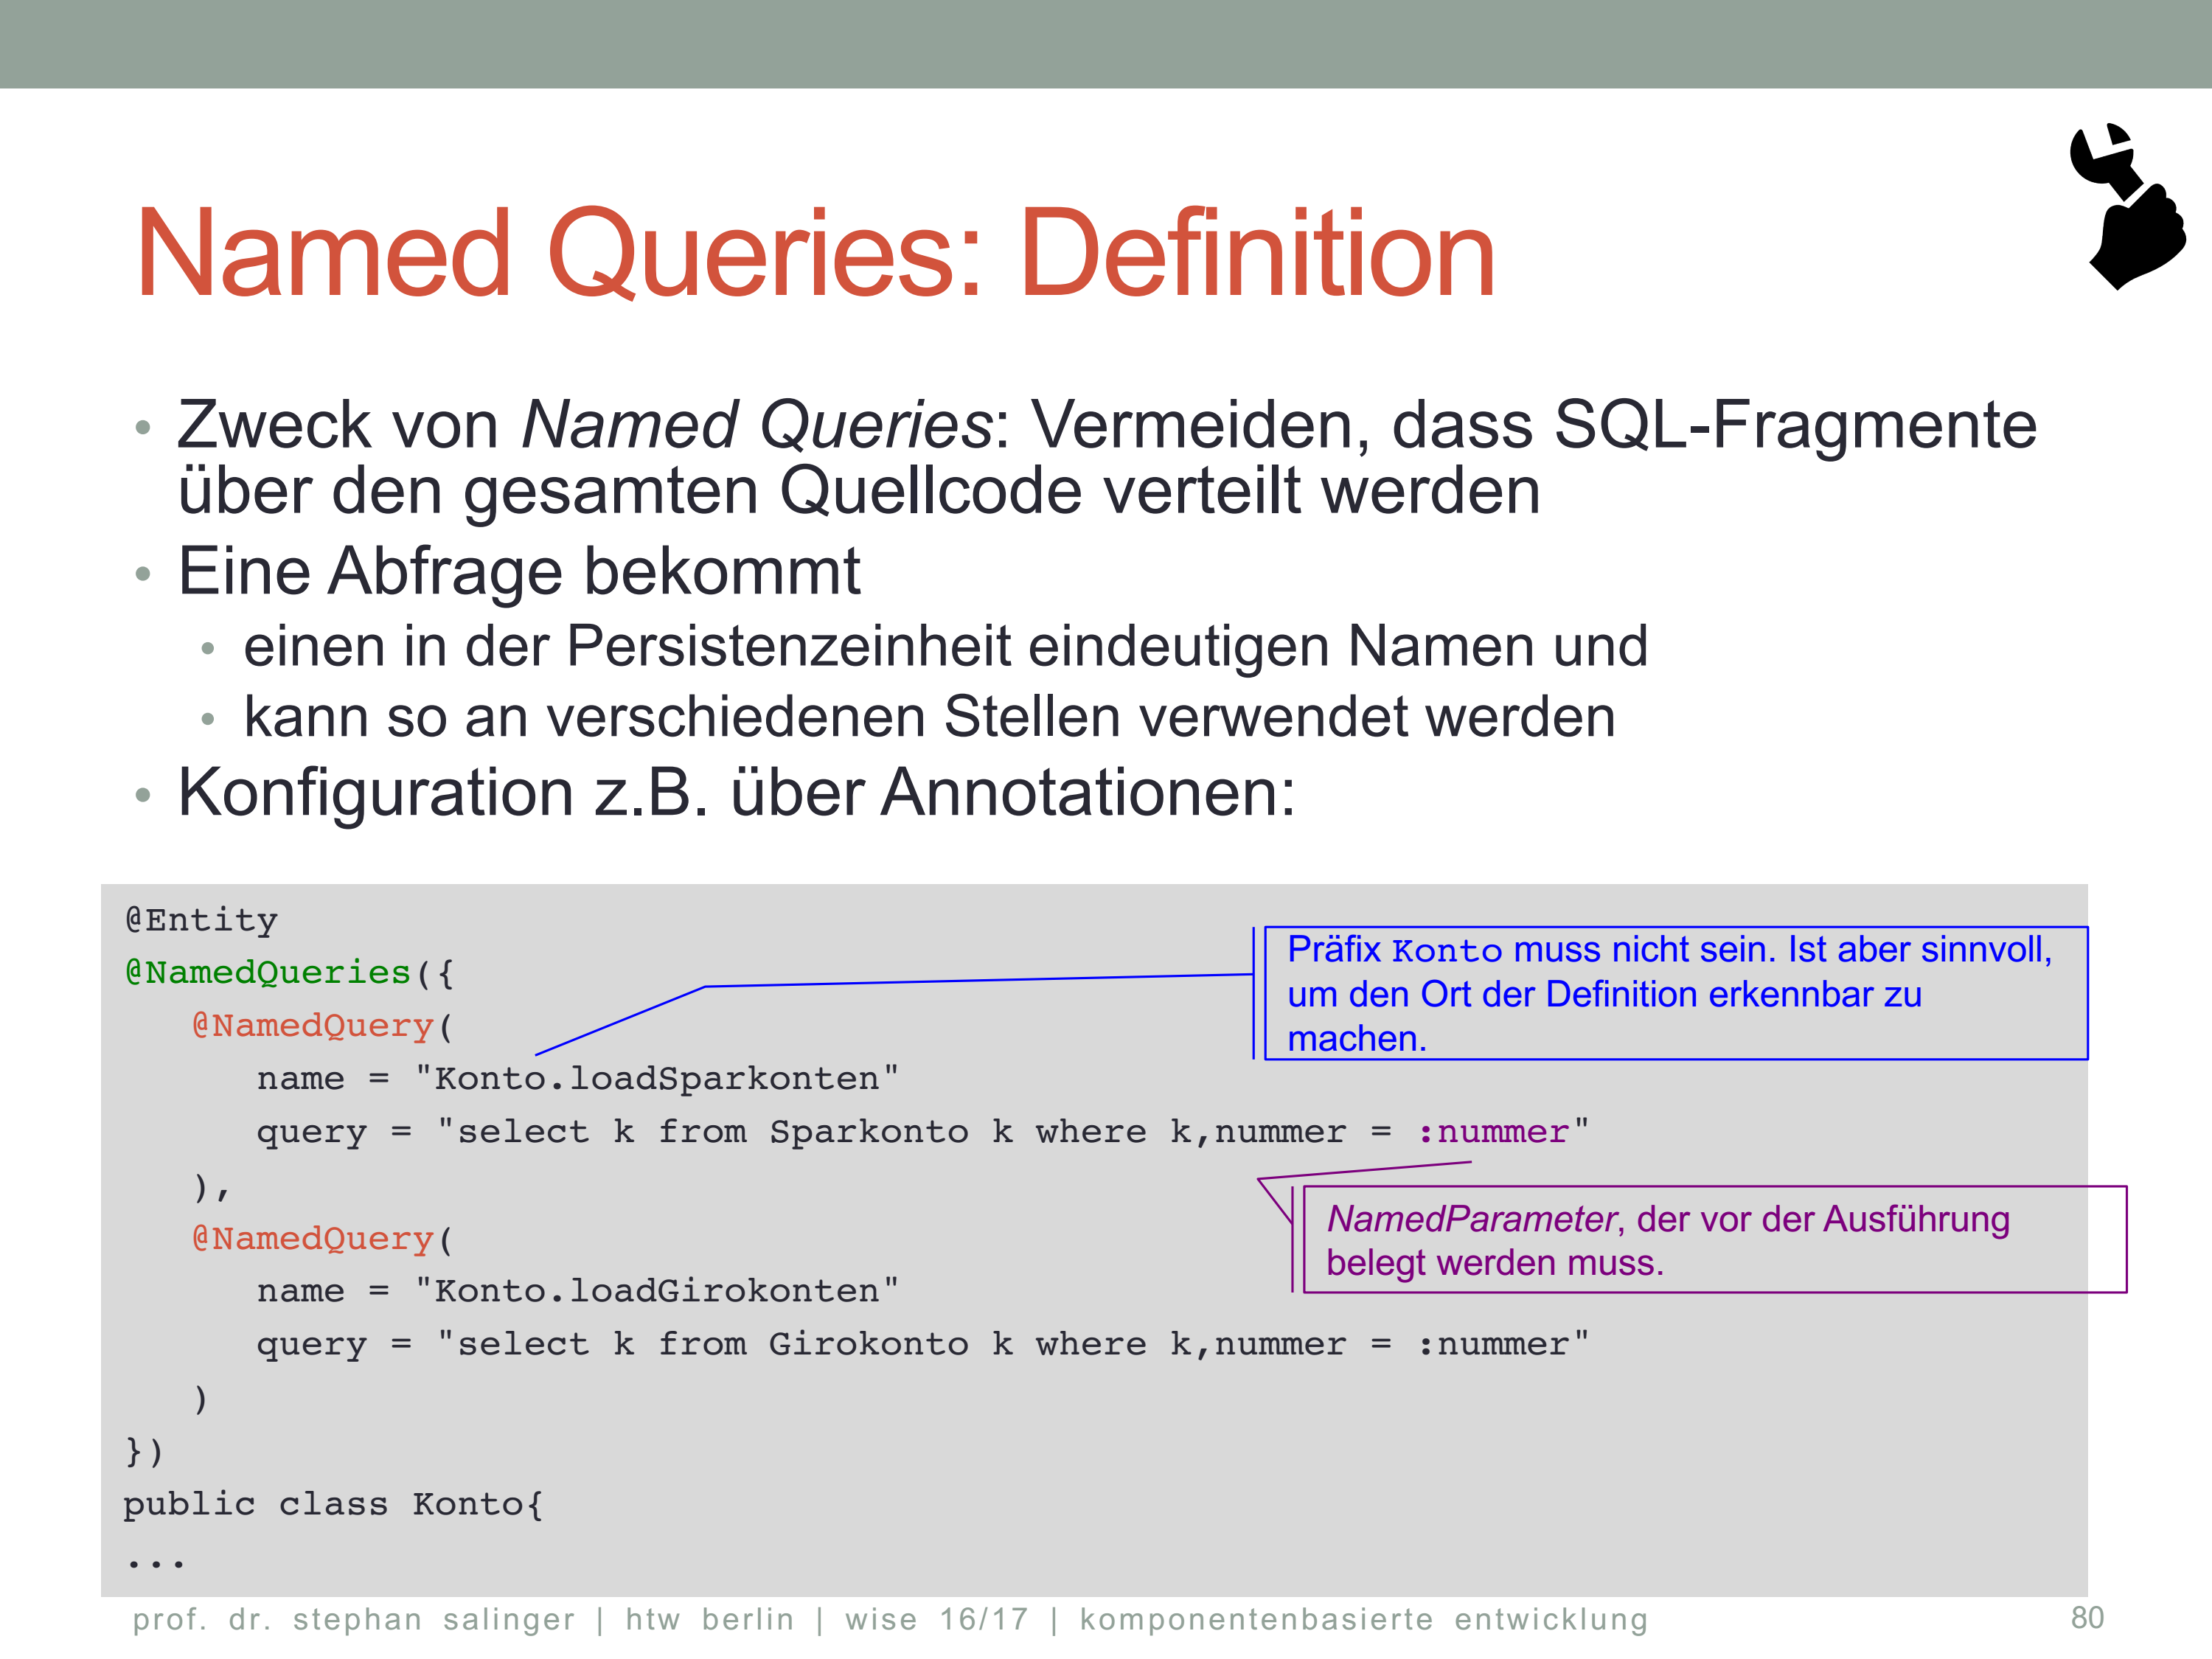 Named Queries: Definition
• Zweck von Named Queries: Vermeiden, dass SQL-Fragmente
über den gesamten Quellcode verteilt werden
• Eine Abfrage bekommt
• einen in der Persistenzeinheit eindeutigen Namen und
• kann so an verschiedenen Stellen verwendet werden
• Konfiguration z.B. über Annotationen:
@Entity
@NamedQueries({
@NamedQuery(
name = "Konto.loadSparkonten"
query = "select k from Sparkonto k where k,nummer = :nummer"
),
@NamedQuery(
name = "Konto.loadGirokonten"
query = "select k from Girokonto k where k,nummer = :nummer"
)
})
public class Konto{
...
Präfix Konto muss nicht sein. Ist aber sinnvoll,
um den Ort der Definition erkennbar zu
machen.
NamedParameter, der vor der Ausführung
belegt werden muss.
prof. dr. stephan salinger | htw berlin | wise 16/17 | komponentenbasierte entwicklung
80